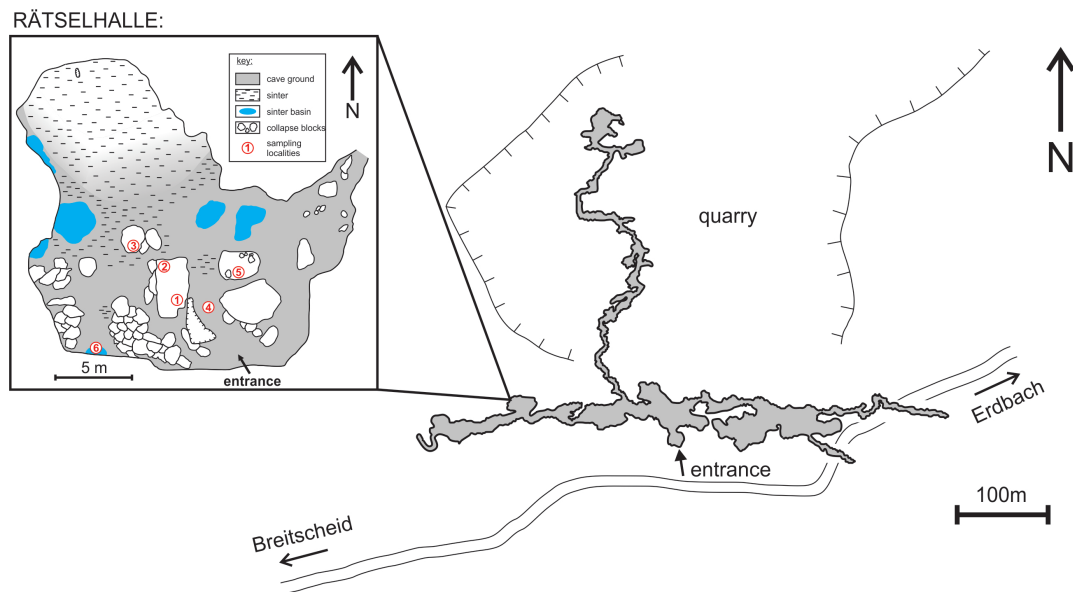 RÄTSELHALLE:
key:
cave ground
sinter
sinter basin
collapse blocks
1
sampling
localities
N
3
2
5
1
4
6
5 m
entrance
N
quarry
Erdbach
entrance
100m
Breitscheid